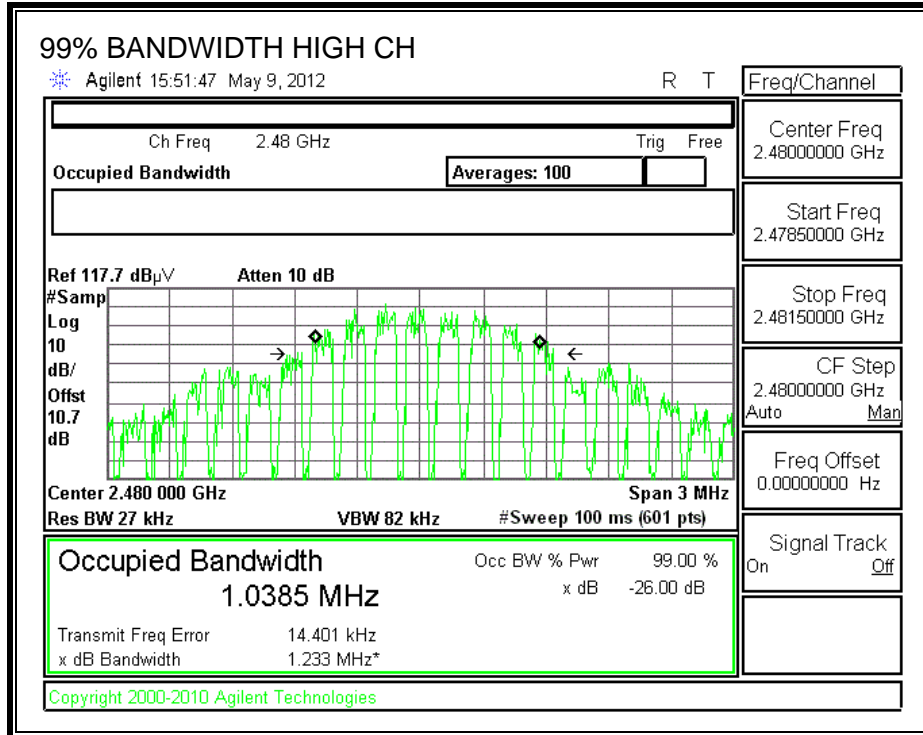 99% BANDWIDTH HIGH CH
Agilent 15:51:47 May 9, 2012
R T
Ch Freq 2.48 GHz
Trig Free
Occupied Bandwidth
Averages: 100
Ref 117.7 dBµV
Atten 10 dB
#Samp
Log
10
dB/
Offst
10.7
dB
Center 2.480 000 GHz
Span 3 MHz
Res BW 27 kHz
VBW 82 kHz
#Sweep 100 ms (601 pts)
Occupied Bandwidth
1.0385 MHz
Occ BW % Pwr 99.00 %
x dB -26.00 dB
Transmit Freq Error 14.401 kHz
x dB Bandwidth 1.233 MHz*
Copyright 2000-2010 Agilent Technologies
Freq/Channel
Center Freq
2.48000000 GHz
Start Freq
2.47850000 GHz
Stop Freq
2.48150000 GHz
CF Step
2.48000000 GHz
Auto Man
Freq Offset
0.00000000 Hz
Signal Track
On Off